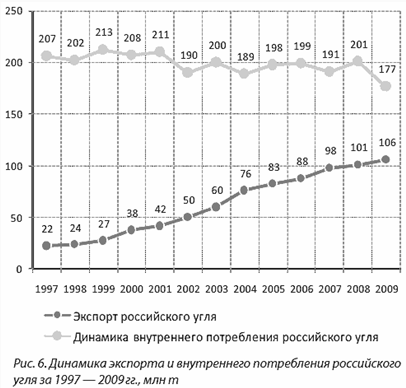 250
207 202 213 208 211 190 200 189 198 199 191 201 177
200
150
100
22 24 27 38 42 50 60 76 83 88 98 101 106
50
0
1997 1998 1999 2000 2001 2002 2003 2004 2005 2006 2007 2008 2009
Экспорт российского угля
Динамика внутреннего потребления российского угля
Рис. 6. Динамика экспорта и внутреннего потребления российского
угля за 1997 — 2009гг., млн т